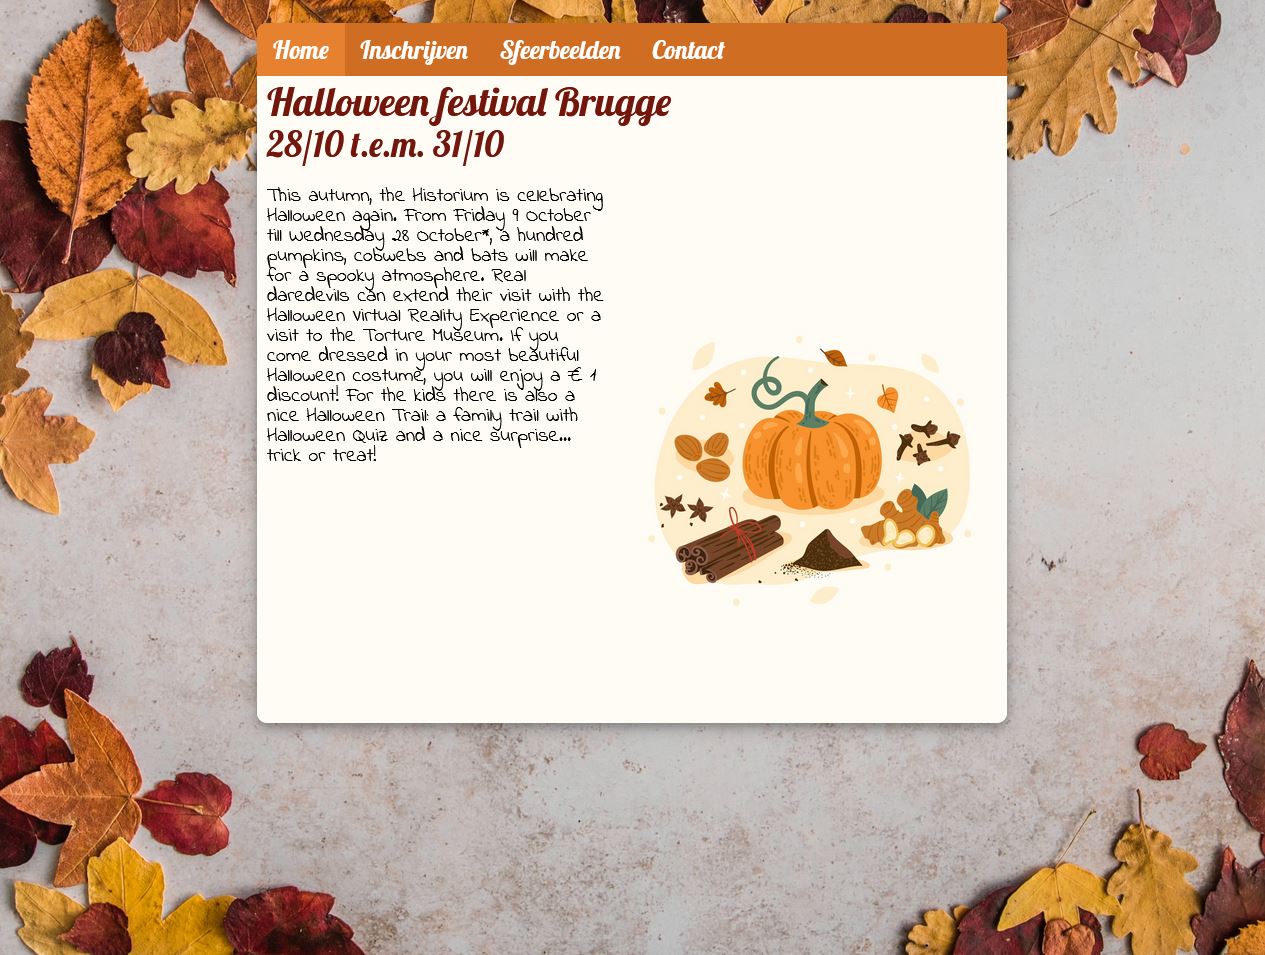 Home Inschrijven Sfeerbeelden Contact
Halloween festival Brugge
28/10 t.e.m. 31/10
This autumn, the Historium is celebrating
Halloween again. From Friday 9 October
till Wednesday 28 October*, a hundred
pumpkins, cobwebs and bats will make
for a spooky atmosphere. Real
daredevils can extend their visit with the
Halloween Virtual Reality Experience or a
visit to the Torture Museum. If you
come dressed in your most beautiful
Halloween costume, you will enjoy a € 1
discount! For the kids there is also a
nice Halloween Trail: a family trail with
Halloween Quiz and a nice surprise...
trick or treat!